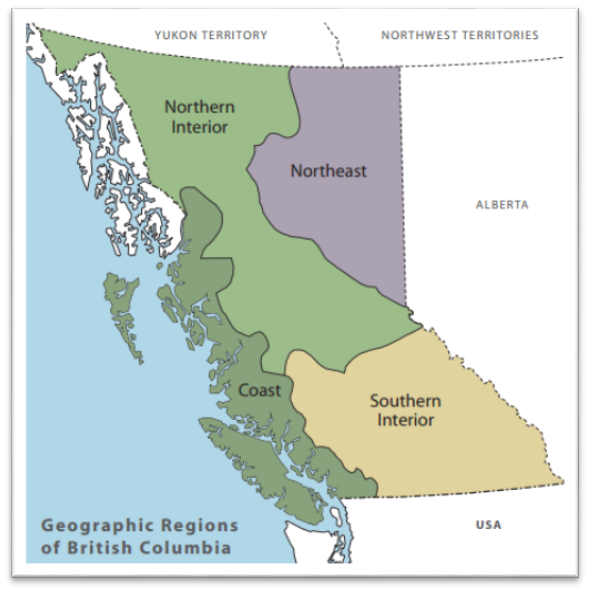 YUKON TERRITORY
NORTHWEST TERRITORIES
Northern
Interior
Northeast
ALBERTA
Coast
Southern
Interior
Geographic Regions
of British Columbia
USA